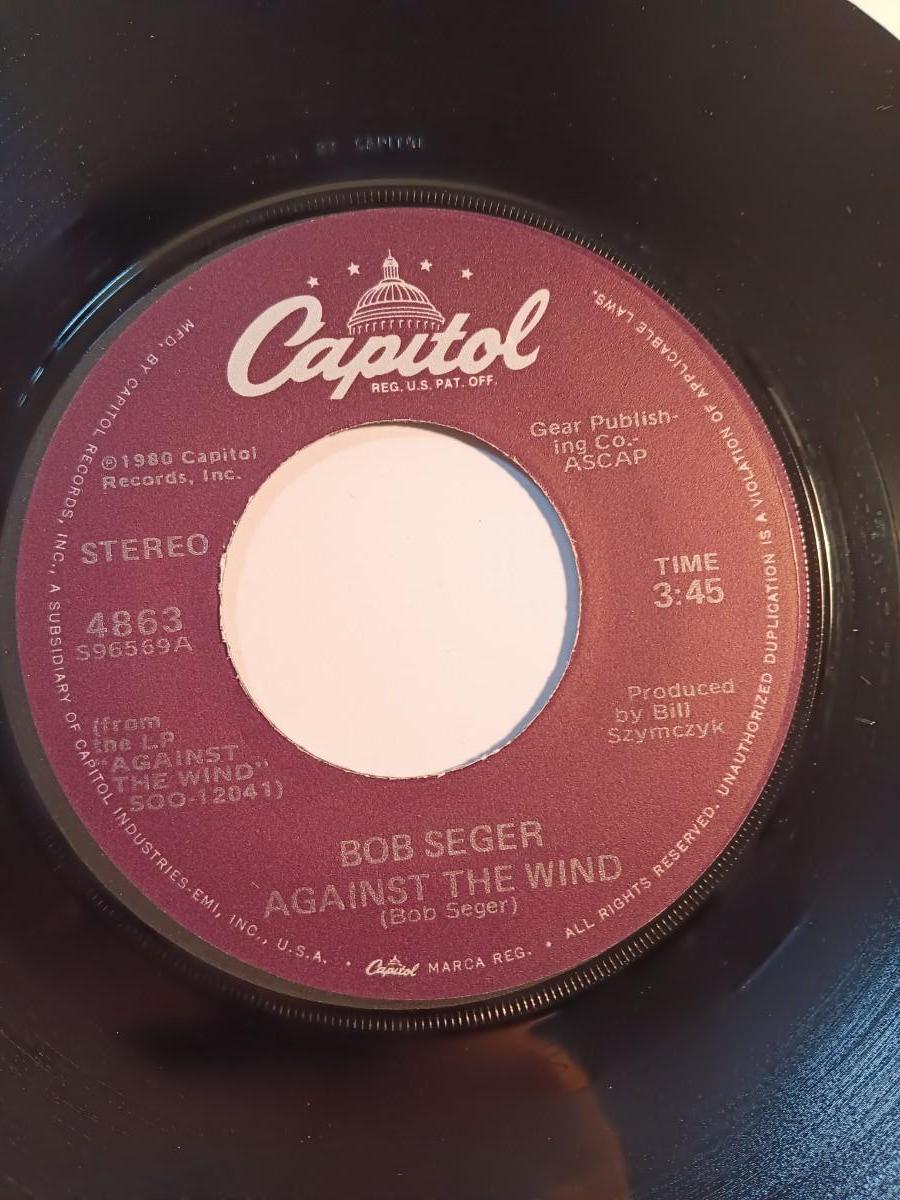 Capitol
REG. U.S. PAT. OFF.
℗1980 Capitol
Records, Inc.
Gear Publish-
ing Co.-
ASCAP
STEREO
4863
S96569A
TIME
3:45
(from
the LP
"AGAINST
THE WIND",
SOO-12041)
Produced
by Bill
Szymczyk
BOB SEGER
AGAINST THE WIND
(Bob Seger)
MFD. BY CAPITOL RECORDS, INC., A SUBSIDIARY OF CAPITOL INDUSTRIES-EMI, INC., U.S.A. • Capitol MARCA REG. • ALL RIGHTS RESERVED. UNAUTHORIZED DUPLICATION IS A VIOLATION OF APPLICABLE LAWS.
BY CAPITOL